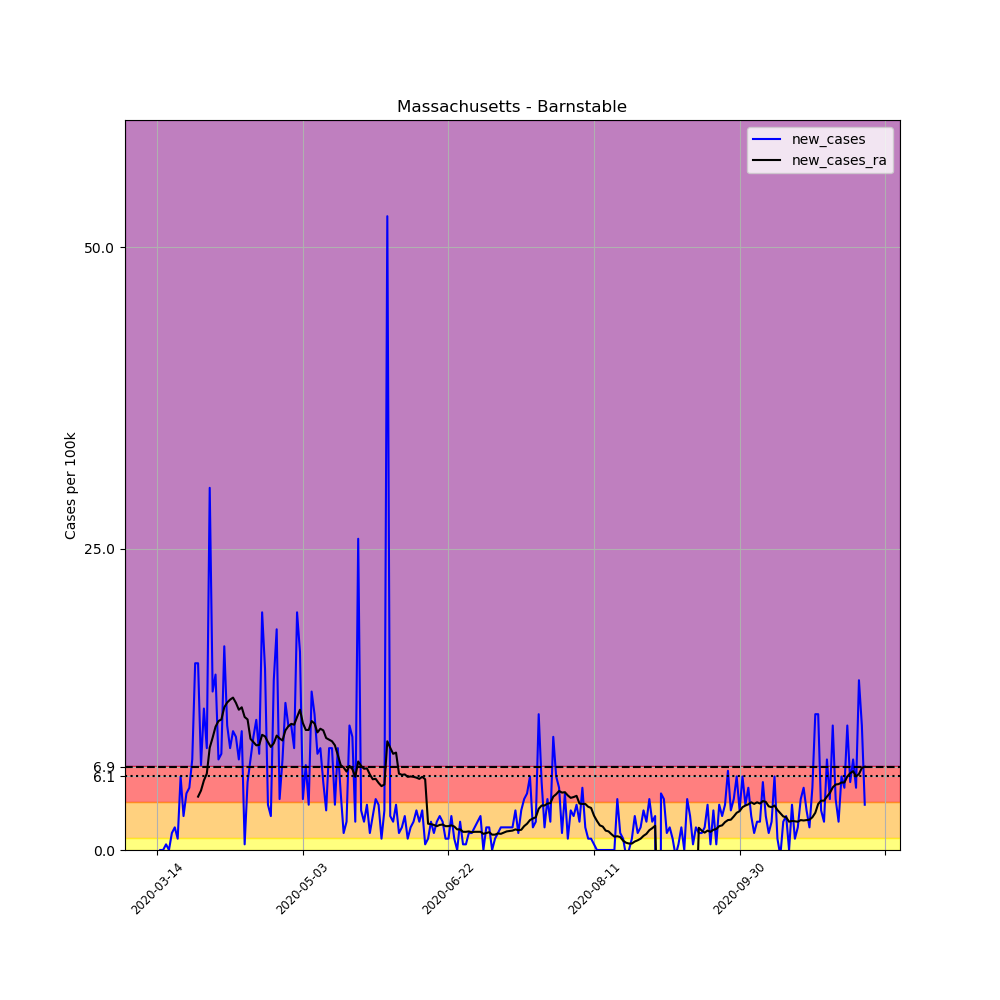 Massachusetts - Barnstable
new_cases
new_cases_ra
Cases per 100k
50.0
25.0
6.9
6.1
0.0
2020-03-14
2020-05-03
2020-06-22
2020-08-11
2020-09-30